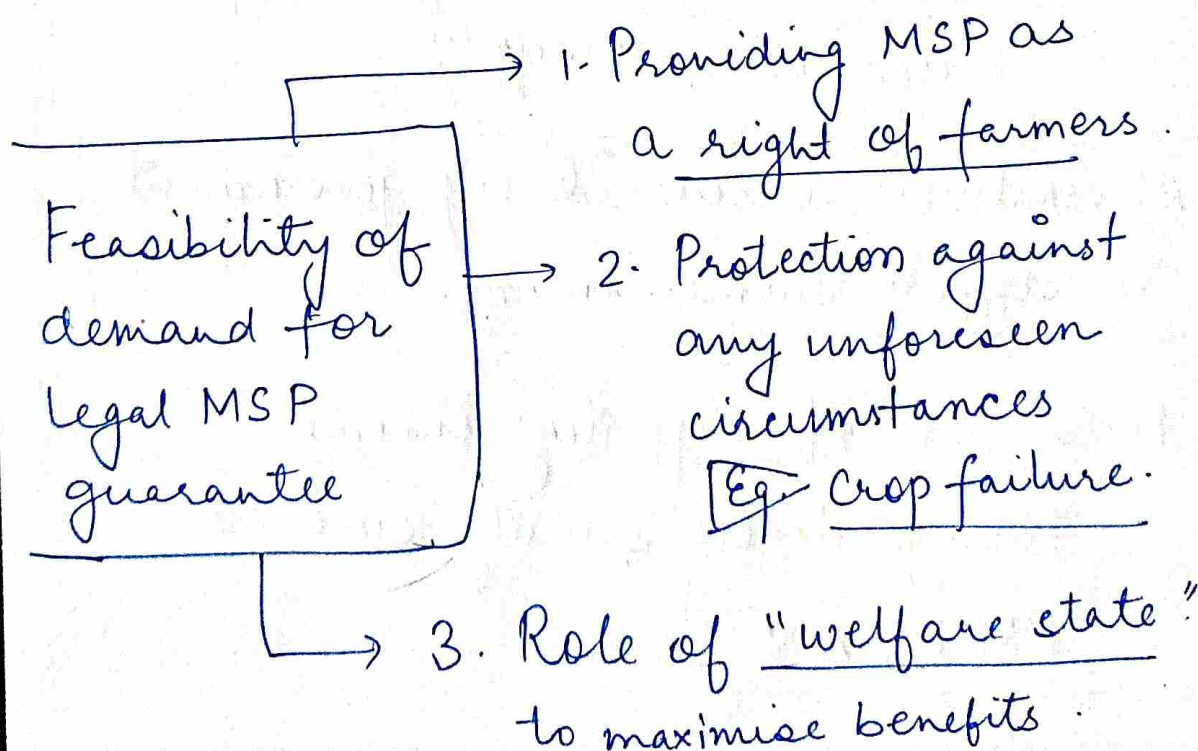 Feasibility of
demand for
legal MSP
guarantee
1. Providing MSP as
a right of farmers.
2. Protection against
any unforeseen
circumstances
Eg. Crop failure.
3. Role of "welfare state"
to maximise benefits.